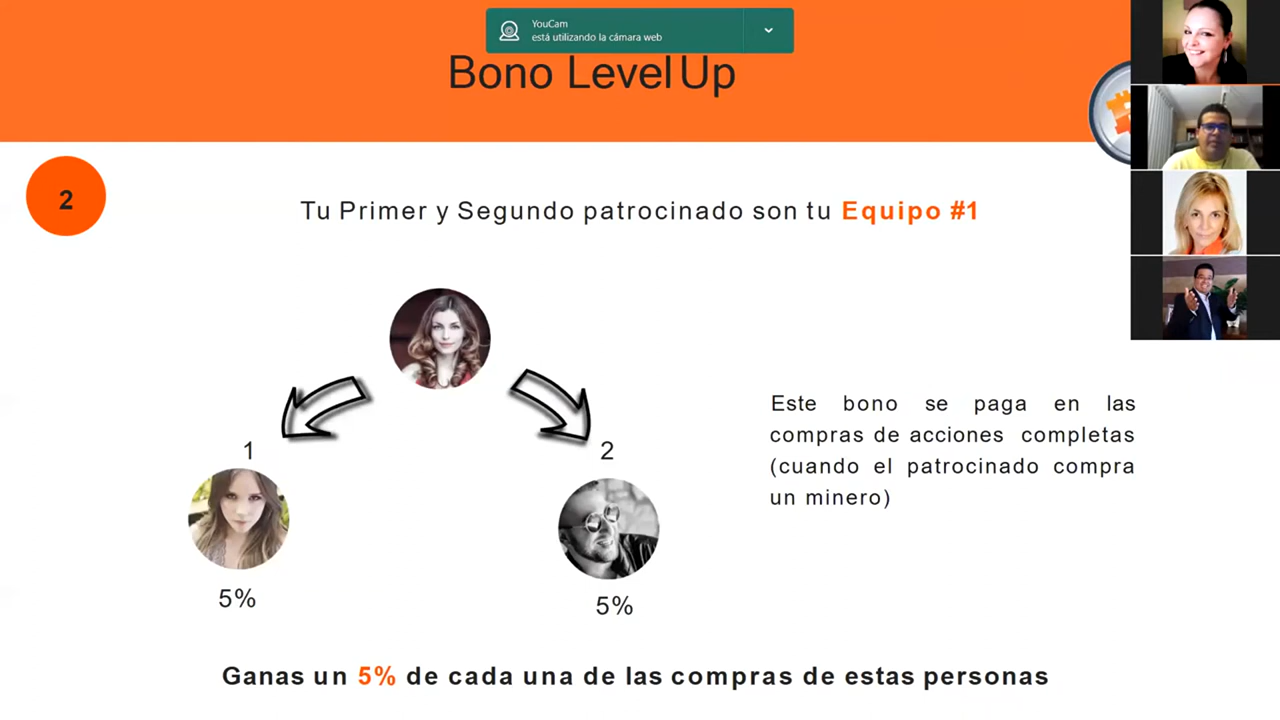 YouCam
está utilizando la cámara web
Bono Level Up
2
Tu Primer y Segundo patrocinado son tu Equipo #1
1
2
Este bono se paga en las
compras de acciones completas
(cuando el patrocinado compra
un minero)
5%
5%
Ganas un 5% de cada una de las compras de estas personas